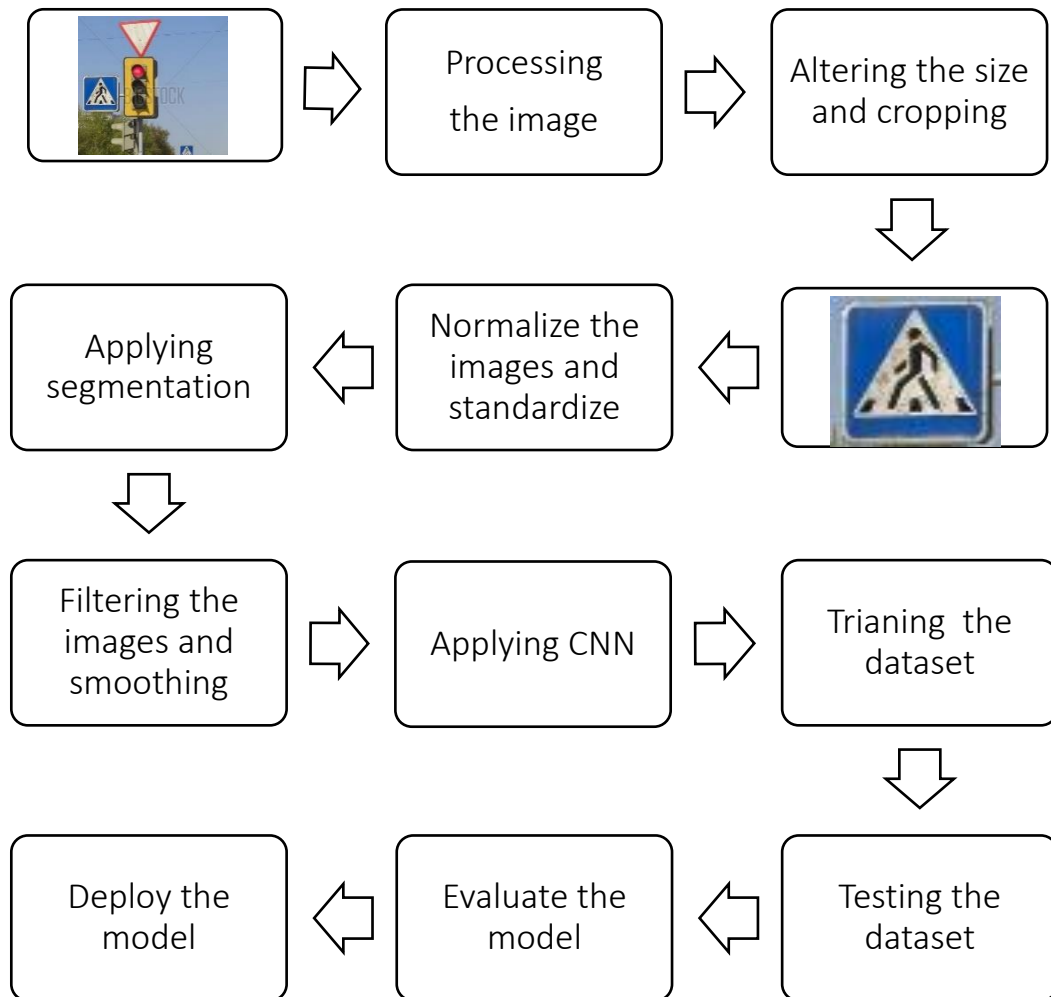 Processing
the image
Altering the size
and cropping
Normalize the
images and
standardize
Applying
segmentation
Filtering the
images and
smoothing
Applying CNN
Trianing the
dataset
Testing the
dataset
Evaluate the
model
Deploy the
model